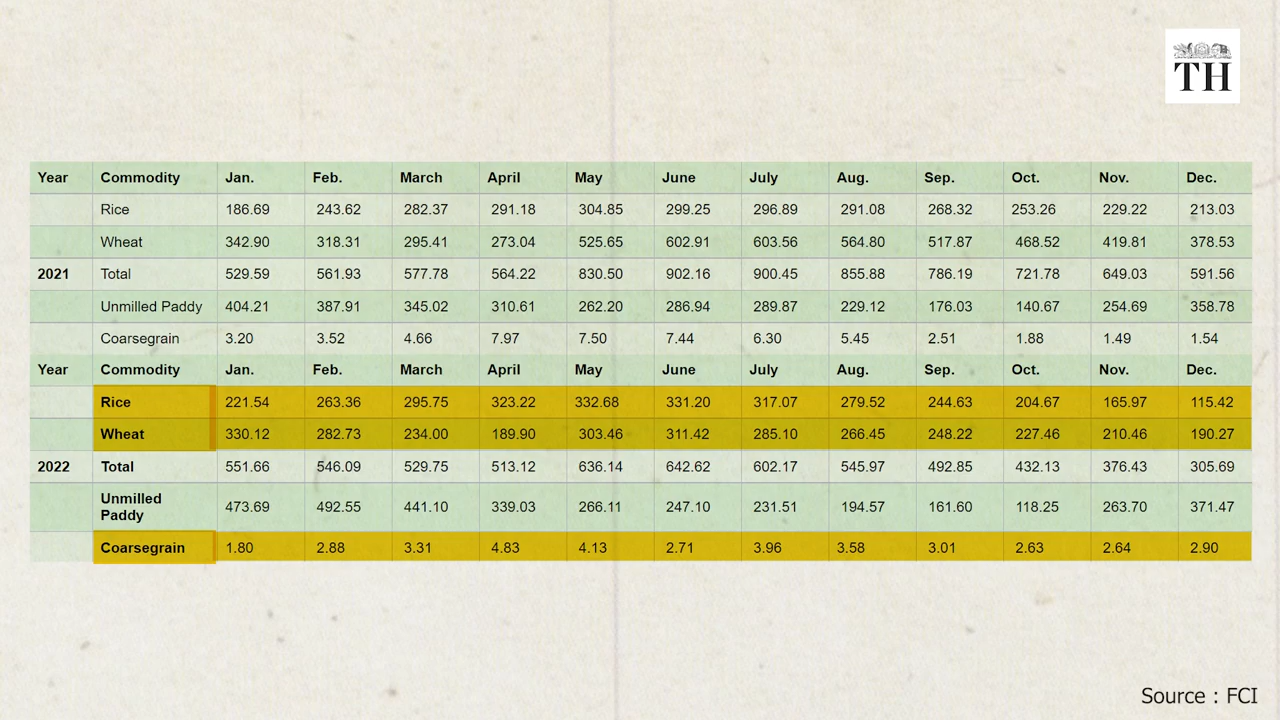 TH
Year Commodity Jan. Feb. March April May June July Aug. Sep. Oct. Nov. Dec.
Rice 186.69 243.62 282.37 291.18 304.85 299.25 296.89 291.08 268.32 253.26 229.22 213.03
Wheat 342.90 318.31 295.41 273.04 525.65 602.91 603.56 564.80 517.87 468.52 419.81 378.53
2021 Total 529.59 561.93 577.78 564.22 830.50 902.16 900.45 855.88 786.19 721.78 649.03 591.56
Unmilled Paddy 404.21 387.91 345.02 310.61 262.20 286.94 289.87 229.12 176.03 140.67 254.69 358.78
Coarsegrain 3.20 3.52 4.66 7.97 7.50 7.44 6.30 5.45 2.51 1.88 1.49 1.54
Year Commodity Jan. Feb. March April May June July Aug. Sep. Oct. Nov. Dec.
Rice 221.54 263.36 295.75 323.22 332.68 331.20 317.07 279.52 244.63 204.67 165.97 115.42
Wheat 330.12 282.73 234.00 189.90 303.46 311.42 285.10 266.45 248.22 227.46 210.46 190.27
2022 Total 551.66 546.09 529.75 513.12 636.14 642.62 602.17 545.97 492.85 432.13 376.43 305.69
Unmilled
Paddy 473.69 492.55 441.10 339.03 266.11 247.10 231.51 194.57 161.60 118.25 263.70 371.47
Coarsegrain 1.80 2.88 3.31 4.83 4.13 2.71 3.96 3.58 3.01 2.63 2.64 2.90
Source : FCI